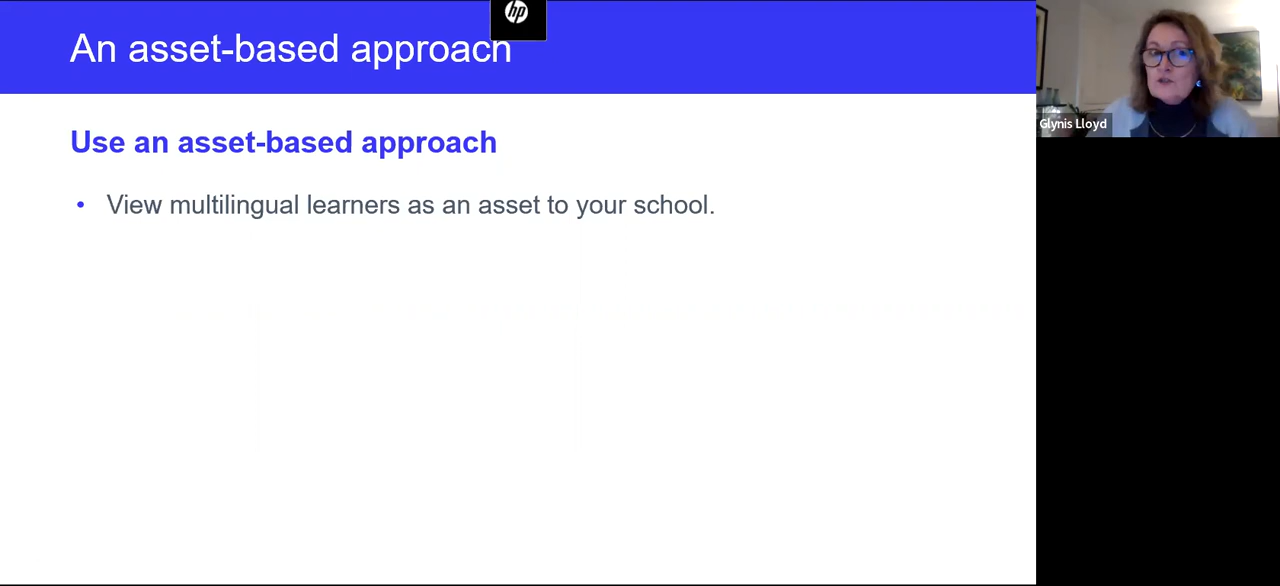 hp
An asset-based approach
Use an asset-based approach
• View multilingual learners as an asset to your school.
Glynis Lloyd